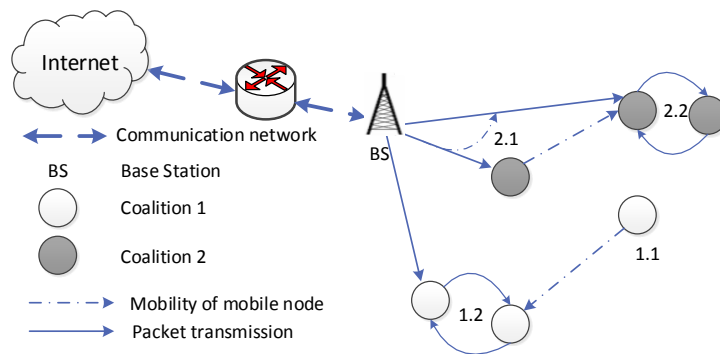 Internet
Communication network
BS
2.1
2.2
BS Base Station
Coalition 1
1.1
Coalition 2
1.2
Mobility of mobile node
Packet transmission